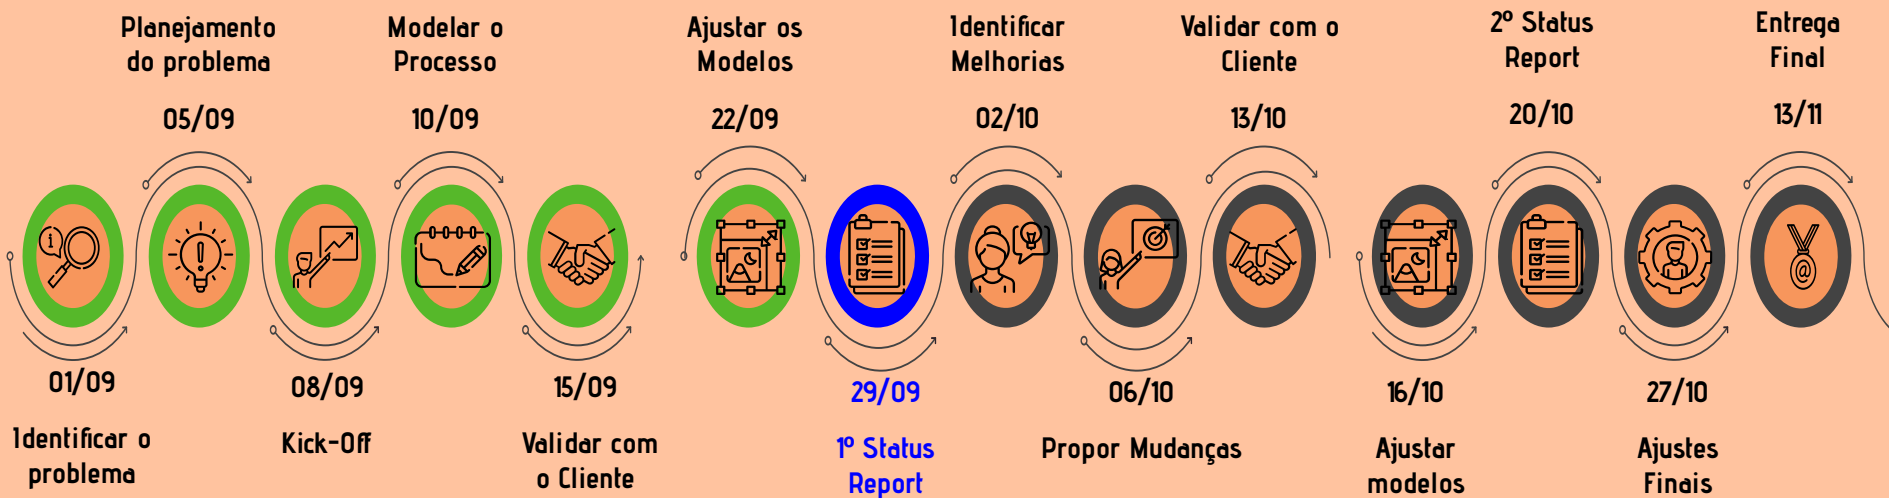 Planejamento
do problema
05/09
Modelar o
Processo
10/09
Ajustar os
Modelos
22/09
Identificar
Melhorias
02/10
Validar com o
Cliente
13/10
2º Status
Report
20/10
Entrega
Final
13/11
i
@
01/09
Identificar o
problema
08/09
Kick-Off
15/09
Validar com
o Cliente
29/09
1º Status
Report
06/10
Propor Mudanças
16/10
Ajustar
modelos
27/10
Ajustes
Finais